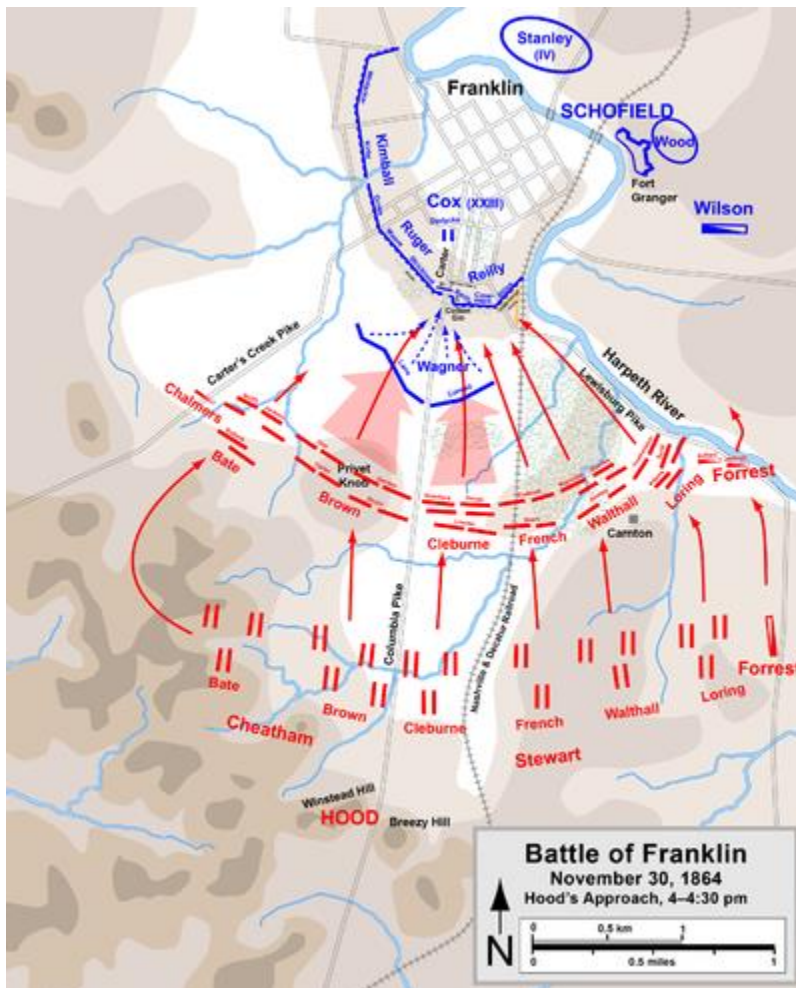 Stanley
(IV)
Franklin
SCHOFIELD
Wood
Fort
Granger
Wilson
Kimball
Cox (XXIII)
Opdycke
Ruger
Carter
Reilly
Cotton
Gin
Wagner
Carter's Creek Pike
Lewisburg Pike
Harpeth River
Chalmers
Bate
Privet
Knob
Brown
Cleburne
French
Walthall
Loring
Forrest
Carnton
Columbia Pike
Nashville & Decatur Railroad
Bate
Brown
Cleburne
French
Walthall
Loring
Forrest
Cheatham
Stewart
Winstead Hill
HOOD
Breezy Hill
Battle of Franklin
November 30, 1864
Hood's Approach, 4–4:30 pm
N
0 0.5 km 1
0 0.5 miles 1